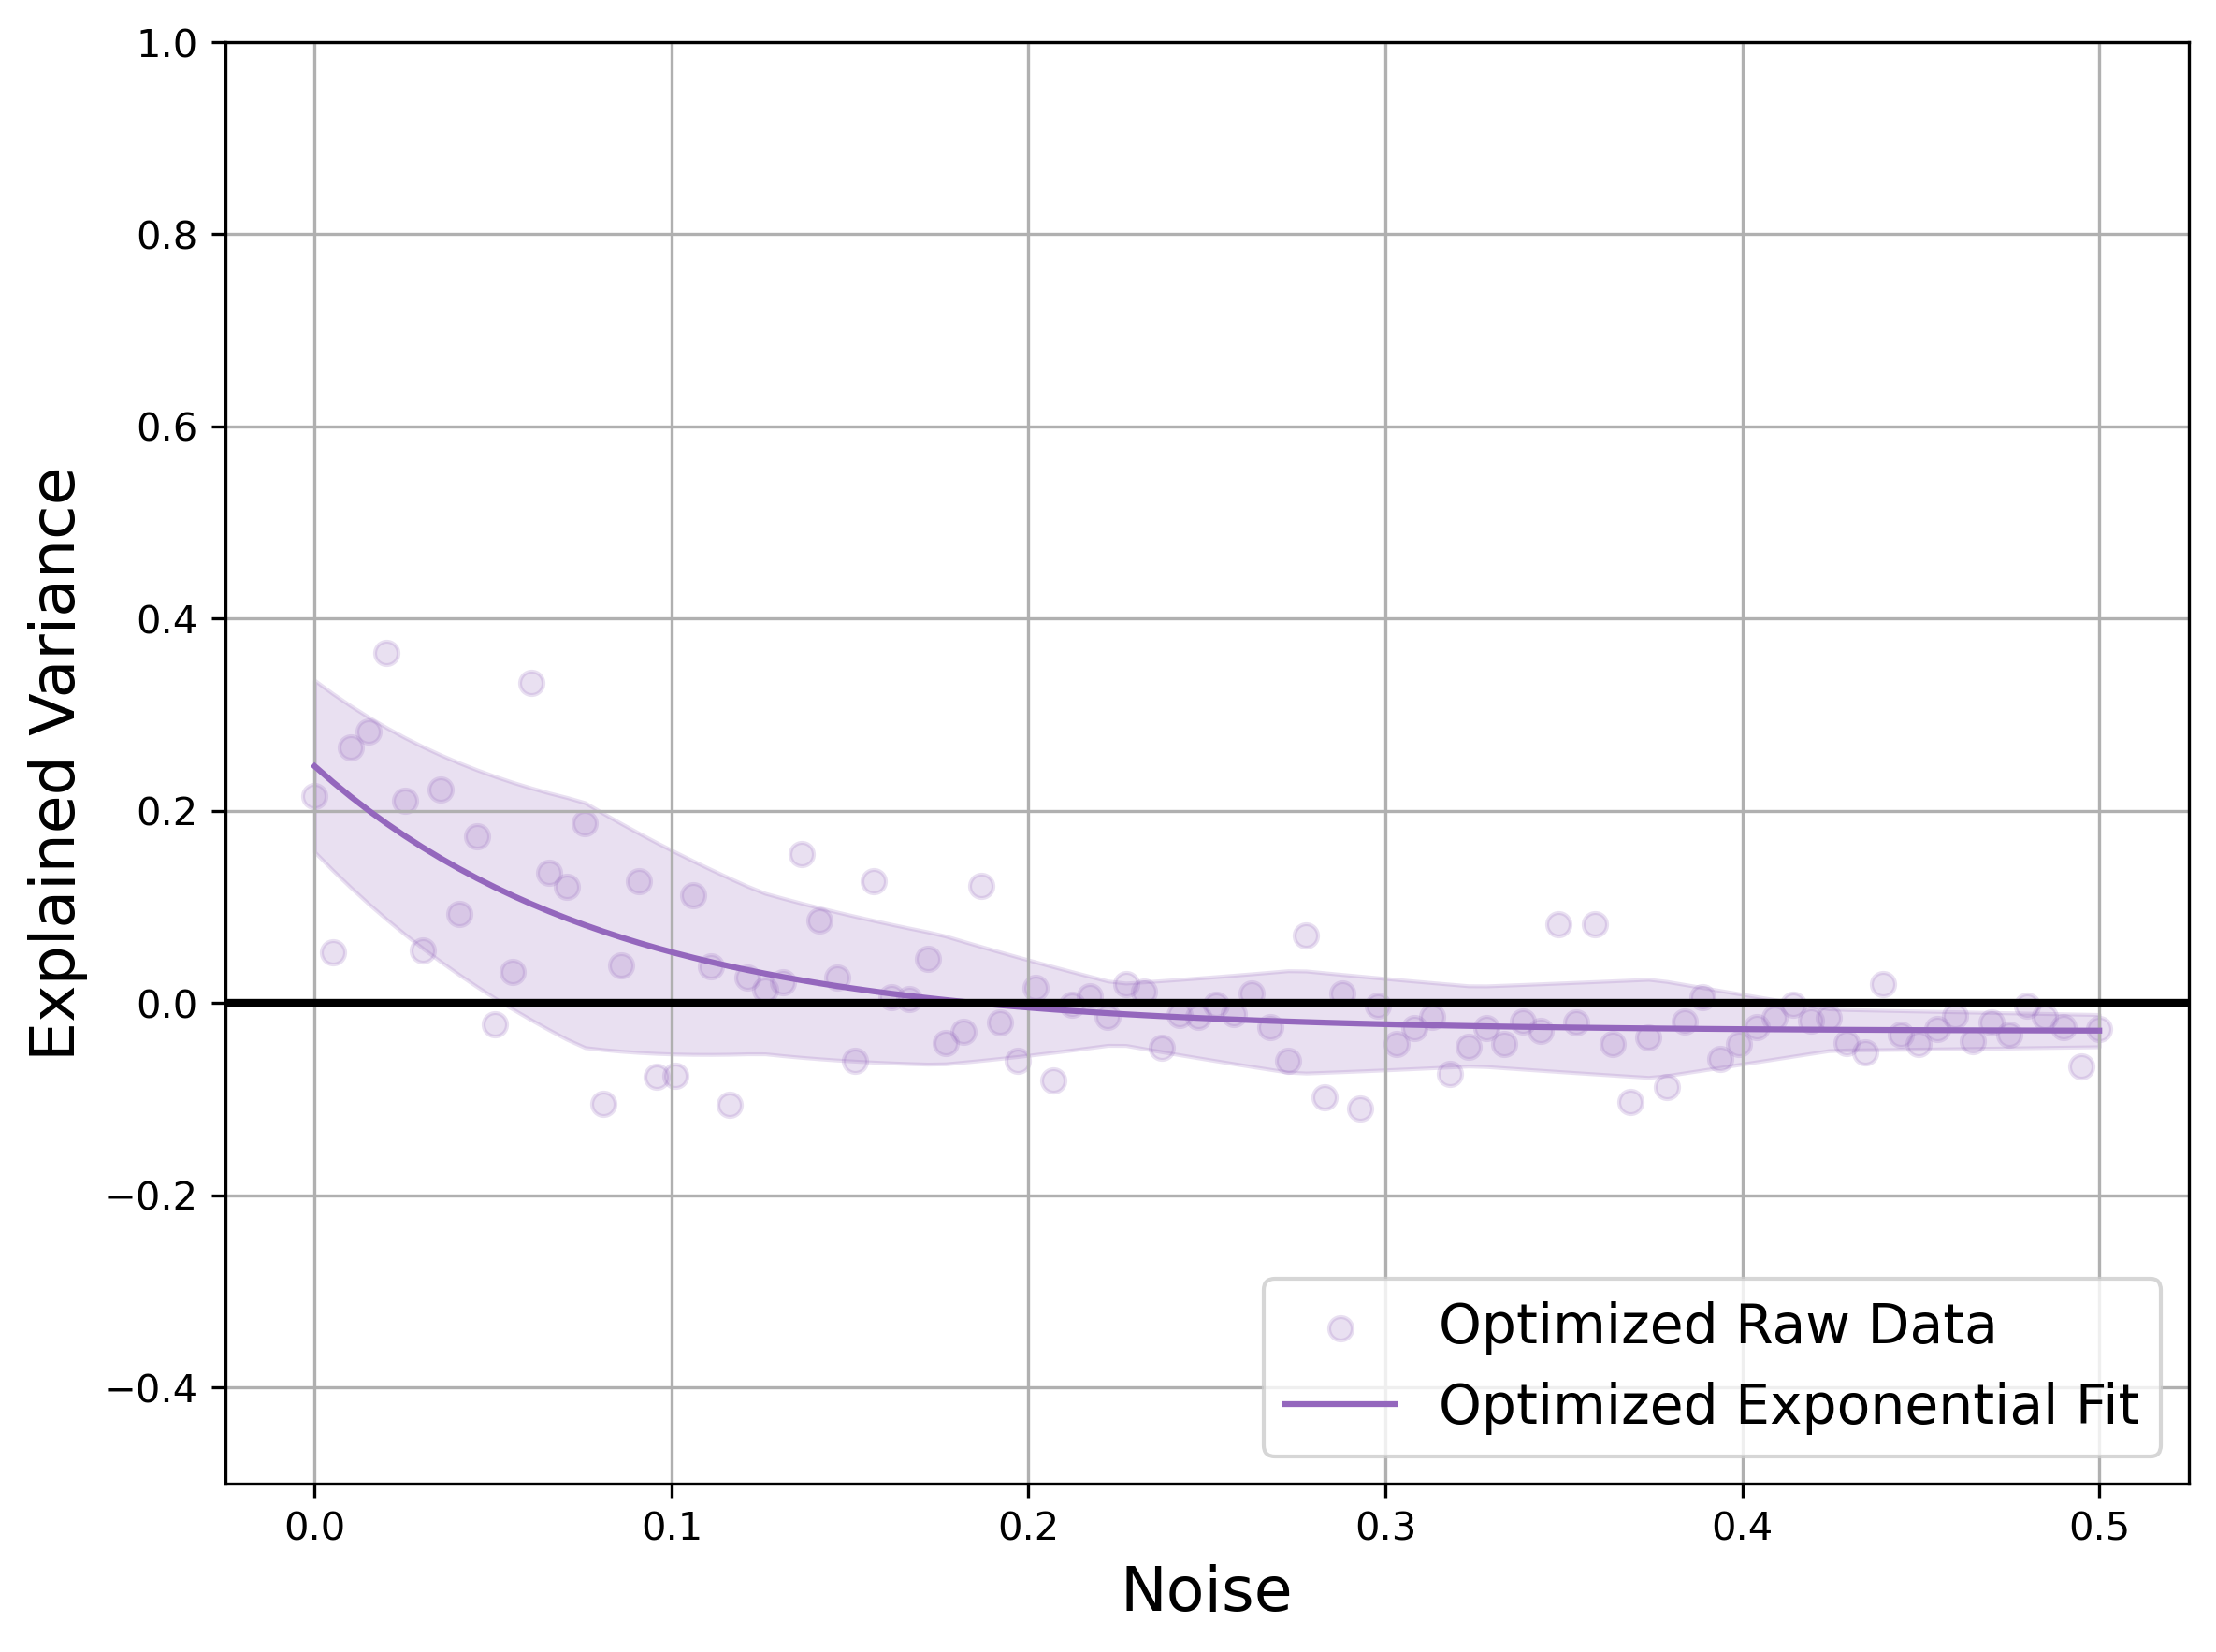 1.0
0.8
0.6
0.4
0.2
0.0
−0.2
−0.4
Explained Variance
Optimized Raw Data
Optimized Exponential Fit
0.0 0.1 0.2 0.3 0.4 0.5
Noise